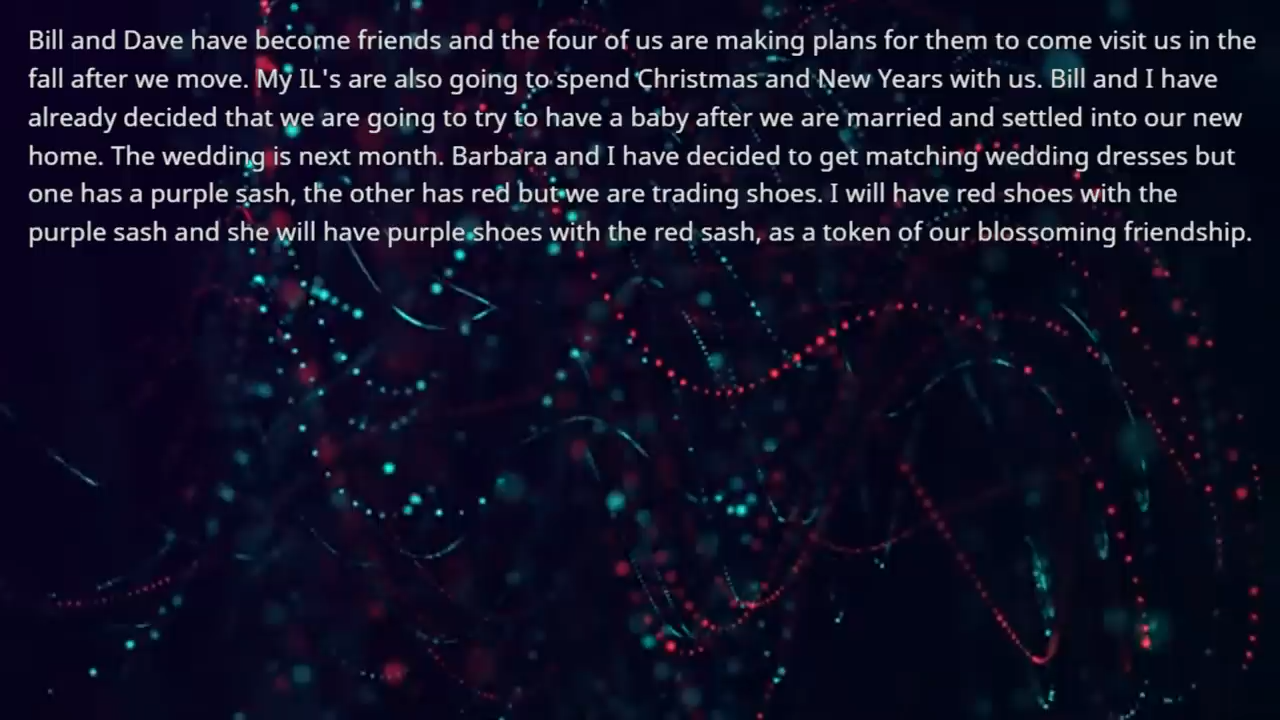 Bill and Dave have become friends and the four of us are making plans for them to come visit us in the
fall after we move. My IL's are also going to spend Christmas and New Years with us. Bill and I have
already decided that we are going to try to have a baby after we are married and settled into our new
home. The wedding is next month. Barbara and I have decided to get matching wedding dresses but
one has a purple sash, the other has red but we are trading shoes. I will have red shoes with the
purple sash and she will have purple shoes with the red sash, as a token of our blossoming friendship.